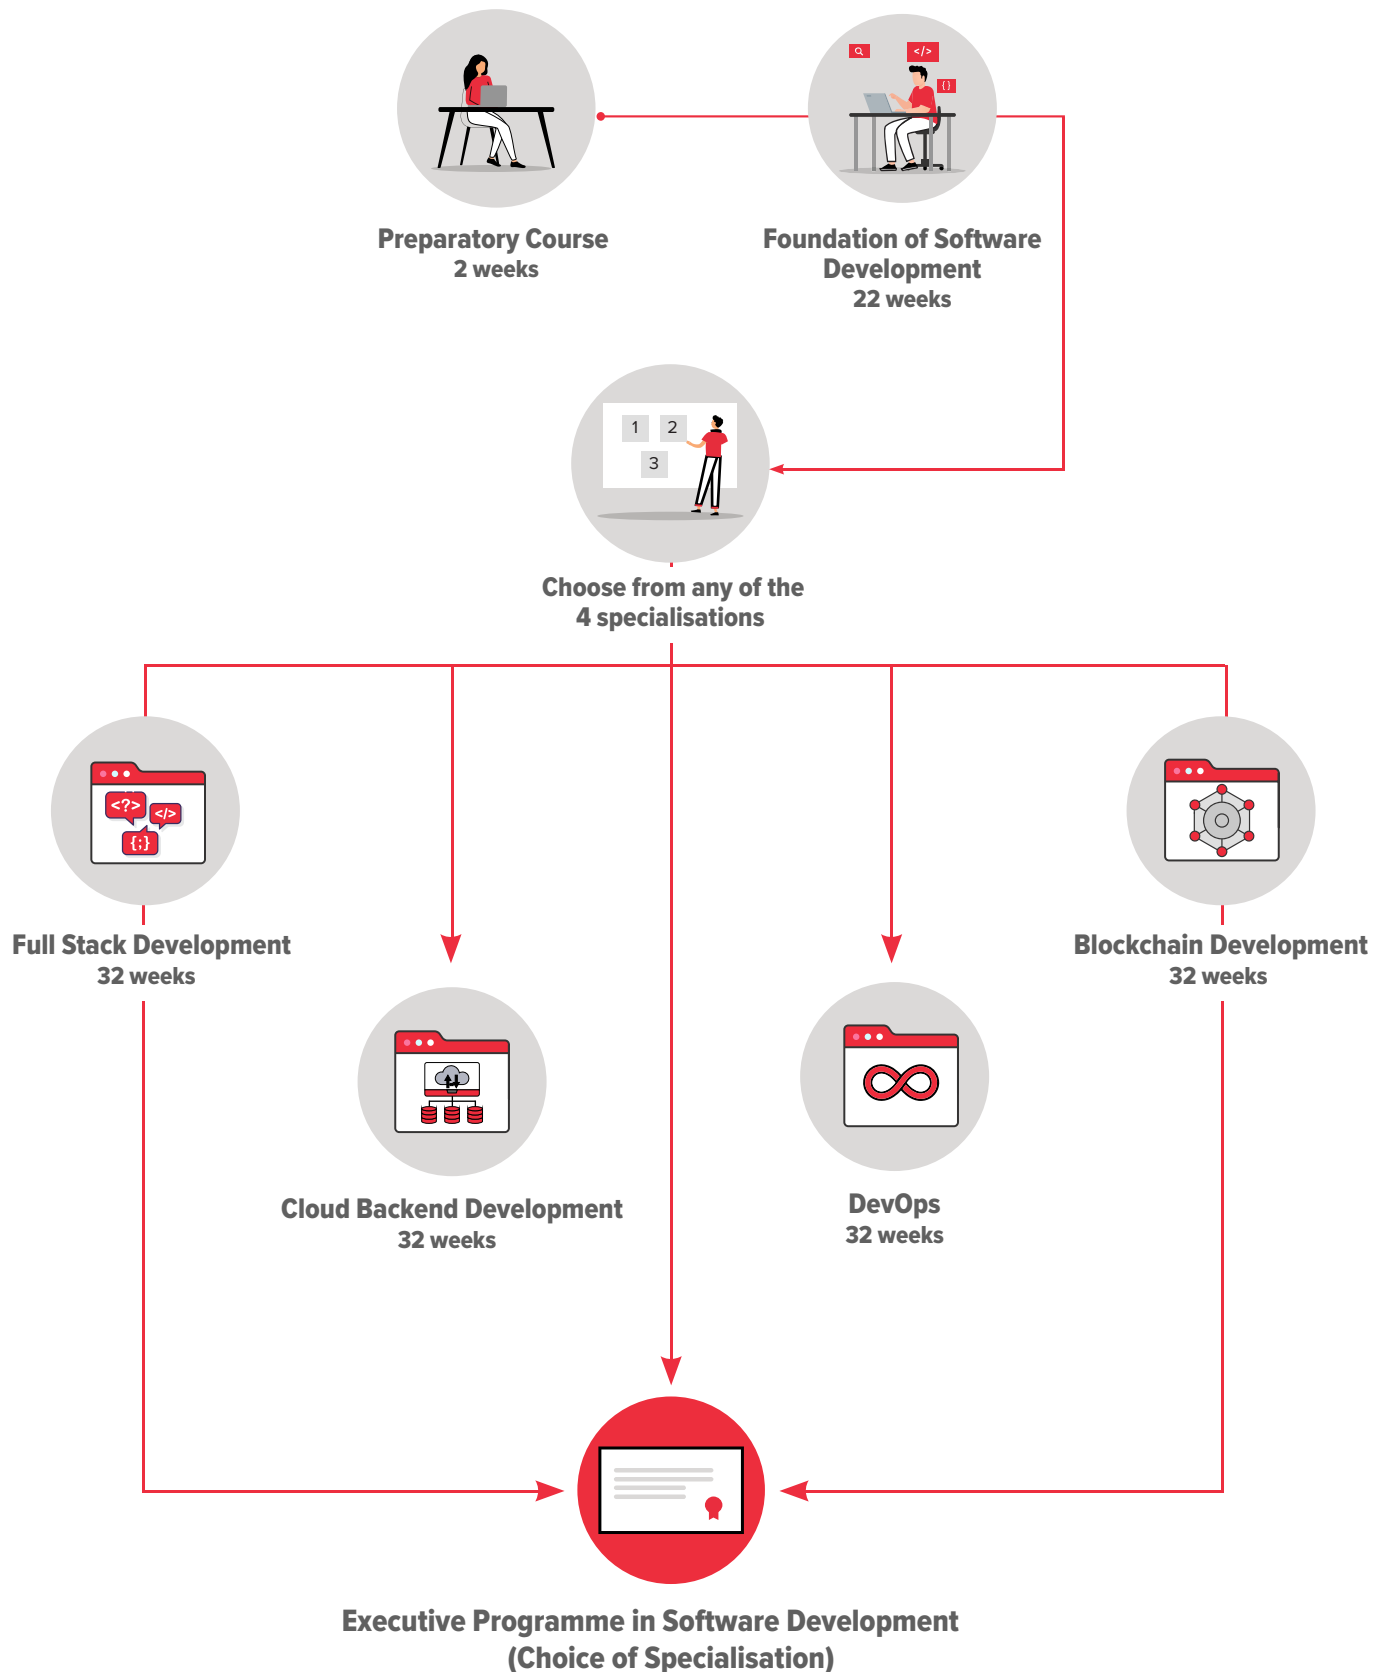 </>
{ }
Preparatory Course
2 weeks
Foundation of Software
Development
22 weeks
1 2
3
Choose from any of the
4 specialisations
<?>
</>
{;}
Full Stack Development
32 weeks
Blockchain Development
32 weeks
Cloud Backend Development
32 weeks
DevOps
32 weeks
Executive Programme in Software Development
(Choice of Specialisation)